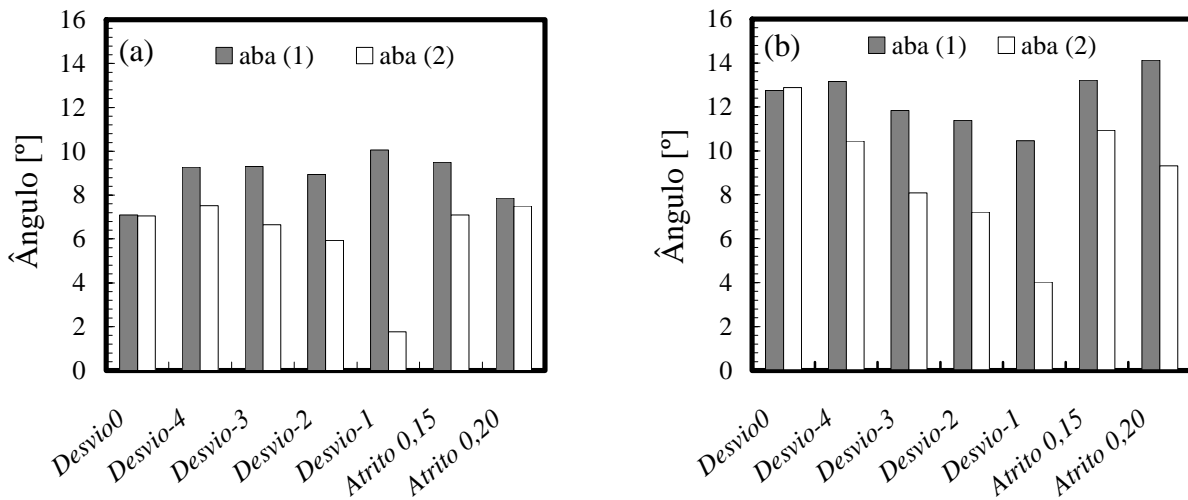 (a)
aba (1) aba (2)
Ângulo [º]
16
14
12
10
8
6
4
2
0
Desvio0
Desvio-4
Desvio-3
Desvio-2
Desvio-1
Atrito 0,15
Atrito 0,20
(b)
aba (1) aba (2)
Ângulo [º]
16
14
12
10
8
6
4
2
0
Desvio0
Desvio-4
Desvio-3
Desvio-2
Desvio-1
Atrito 0,15
Atrito 0,20